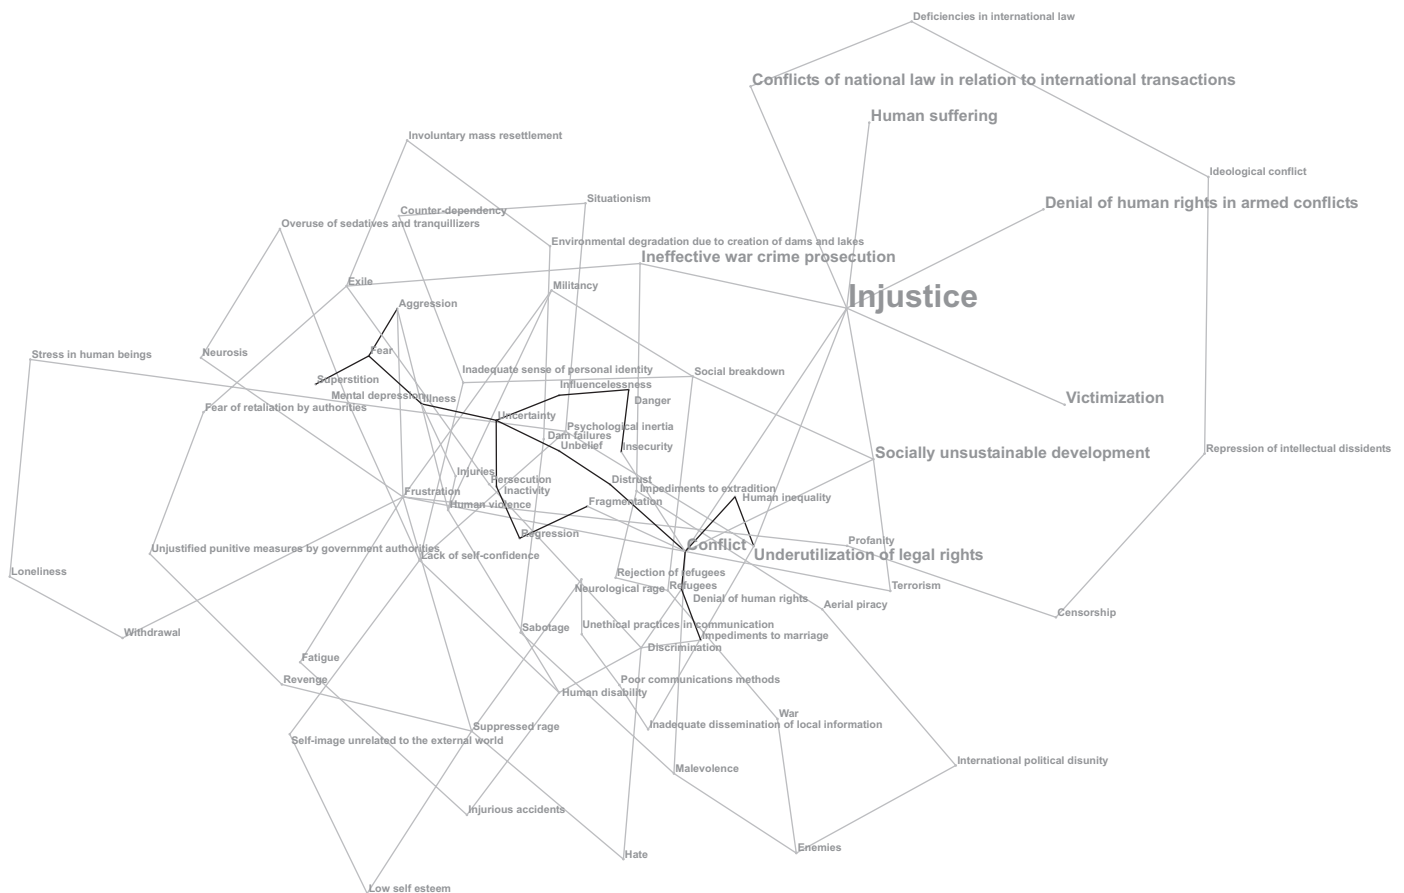 Deficiencies in international law
Conflicts of national law in relation to international transactions
Human suffering
Involuntary mass resettlement
Ideological conflict
Situationism
Denial of human rights in armed conflicts
Counter-dependency
Overuse of sedatives and tranquillizers
Environmental degradation due to creation of dams and lakes
Ineffective war crime prosecution
Exile
Militancy
Injustice
Aggression
Fear
Neurosis
Stress in human beings
Inadequate sense of personal identity
Social breakdown
Superstition
Influencelessness
Mental depression
Illness
Danger
Victimization
Fear of retaliation by authorities
Uncertainty
Psychological inertia
Dam failures
Unbelief
Insecurity
Repression of intellectual dissidents
Socially unsustainable development
Injuries
Persecution
Distrust
Impediments to extradition
Frustration
Inactivity
Human inequality
Human violence
Fragmentation
Regression
Profanity
Conflict
Unjustified punitive measures by government authorities
Lack of self-confidence
Underutilization of legal rights
Loneliness
Rejection of refugees
Neurological rage
Refugees
Terrorism
Denial of human rights
Aerial piracy
Censorship
Withdrawal
Sabotage
Unethical practices in communication
Impediments to marriage
Discrimination
Fatigue
Revenge
Poor communications methods
Human disability
War
Suppressed rage
Inadequate dissemination of local information
Self-image unrelated to the external world
International political disunity
Malevolence
Injurious accidents
Enemies
Hate
Low self esteem